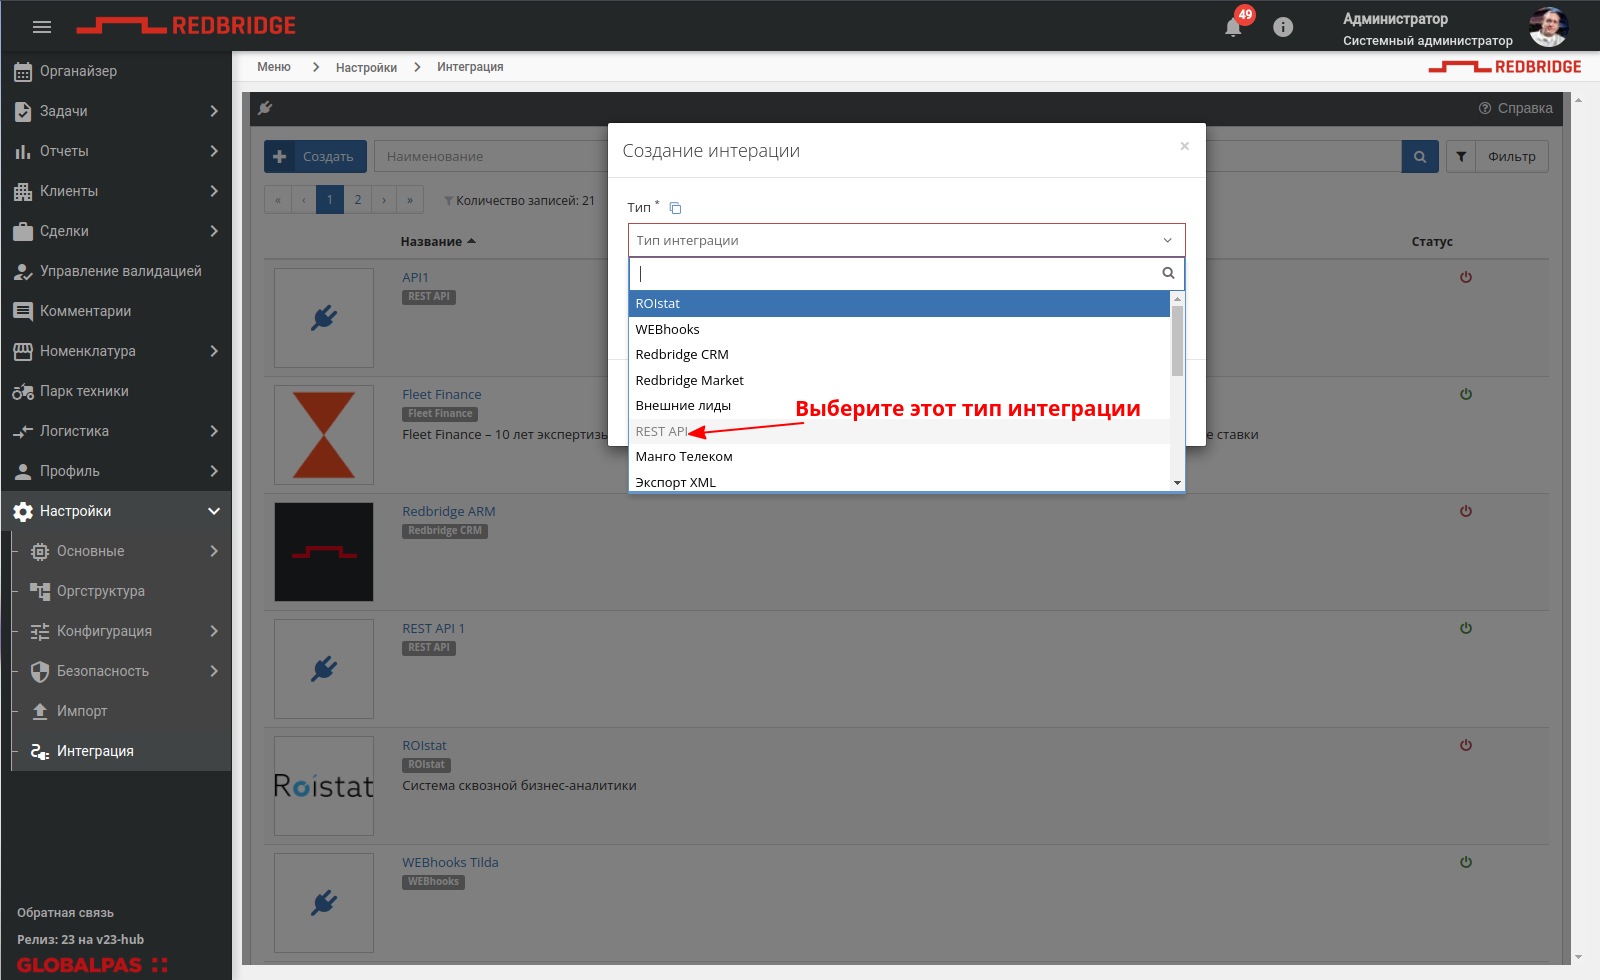 REDBRIDGE
49
Администратор
Системный администратор
Органайзер
Задачи
Отчеты
Клиенты
Сделки
Управление валидацией
Комментарии
Номенклатура
Парк техники
Логистика
Профиль
Настройки
Основные
Оргструктура
Конфигурация
Безопасность
Импорт
Интеграция
Обратная связь
Релиз: 23 на v23-hub
GLOBALPAS
Меню Настройки Интеграция
REDBRIDGE
Справка
Создать Наименование Фильтр
« ‹ 1 2 › » Количество записей: 21
Название Статус
API1
REST API
Fleet Finance
Fleet Finance
Fleet Finance – 10 лет экспертизы е ставки
Redbridge ARM
Redbridge CRM
REST API 1
REST API
Roistat
ROIstat
ROIstat
Система сквозной бизнес-аналитики
WEBhooks Tilda
WEBhooks
Создание интерации
×
Тип *
Тип интеграции
ROIstat
WEBhooks
Redbridge CRM
Redbridge Market
Внешние лиды
REST API
Манго Телеком
Экспорт XML
Выберите этот тип интеграции